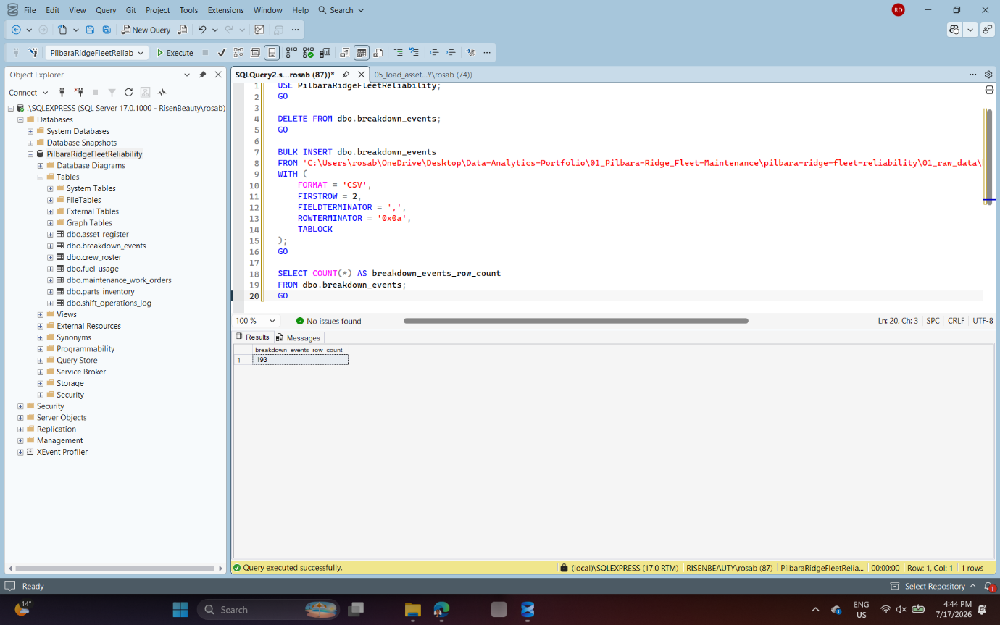 File Edit View Query Git Project Tools Extensions Window Help Search RD
New Query
PilbaraRidgeFleetReliab Execute
Object Explorer
Connect
.\SQLEXPRESS (SQL Server 17.0.1000 - RisenBeauty\rosab)
Databases
System Databases
Database Snapshots
PilbaraRidgeFleetReliability
Database Diagrams
Tables
System Tables
FileTables
External Tables
Graph Tables
dbo.asset_register
dbo.breakdown_events
dbo.crew_roster
dbo.fuel_usage
dbo.maintenance_work_orders
dbo.parts_inventory
dbo.shift_operations_log
Views
External Resources
Synonyms
Programmability
Query Store
Service Broker
Storage
Security
Security
Server Objects
Replication
Management
XEvent Profiler
SQLQuery2.s...rosab (87))* 05_load_asset...Y\rosab (74))
1 USE PilbaraRidgeFleetReliability;
2 GO
3
4 DELETE FROM dbo.breakdown_events;
5 GO
6
7 BULK INSERT dbo.breakdown_events
8 FROM 'C:\Users\rosab\OneDrive\Desktop\Data-Analytics-Portfolio\01_Pilbara-Ridge_Fleet-Maintenance\pilbara-ridge-fleet-reliability\01_raw_data\
9 WITH (
10 FORMAT = 'CSV',
11 FIRSTROW = 2,
12 FIELDTERMINATOR = ',',
13 ROWTERMINATOR = '0x0a',
14 TABLOCK
15 );
16 GO
17
18 SELECT COUNT(*) AS breakdown_events_row_count
19 FROM dbo.breakdown_events;
20 GO
100 % No issues found Ln: 20, Ch: 3 SPC CRLF UTF-8
Results Messages
breakdown_events_row_count
1 193
Query executed successfully. (local)\SQLEXPRESS (17.0 RTM) RISENBEAUTY\rosab (87) PilbaraRidgeFleetRelia... 00:00:00 Row: 1, Col: 1 1 rows
Ready Select Repository 1
14° Search ENG US 4:44 PM 7/17/2026